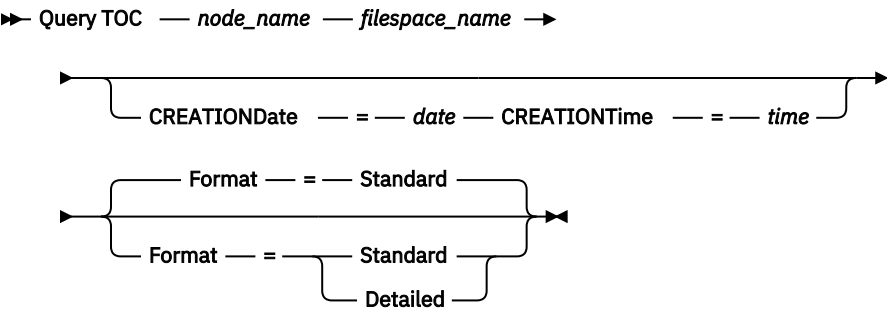 Query TOC node_name filespace_name
CREATIONDate = date CREATIONTime = time
Format = Standard
Format = Standard
Detailed